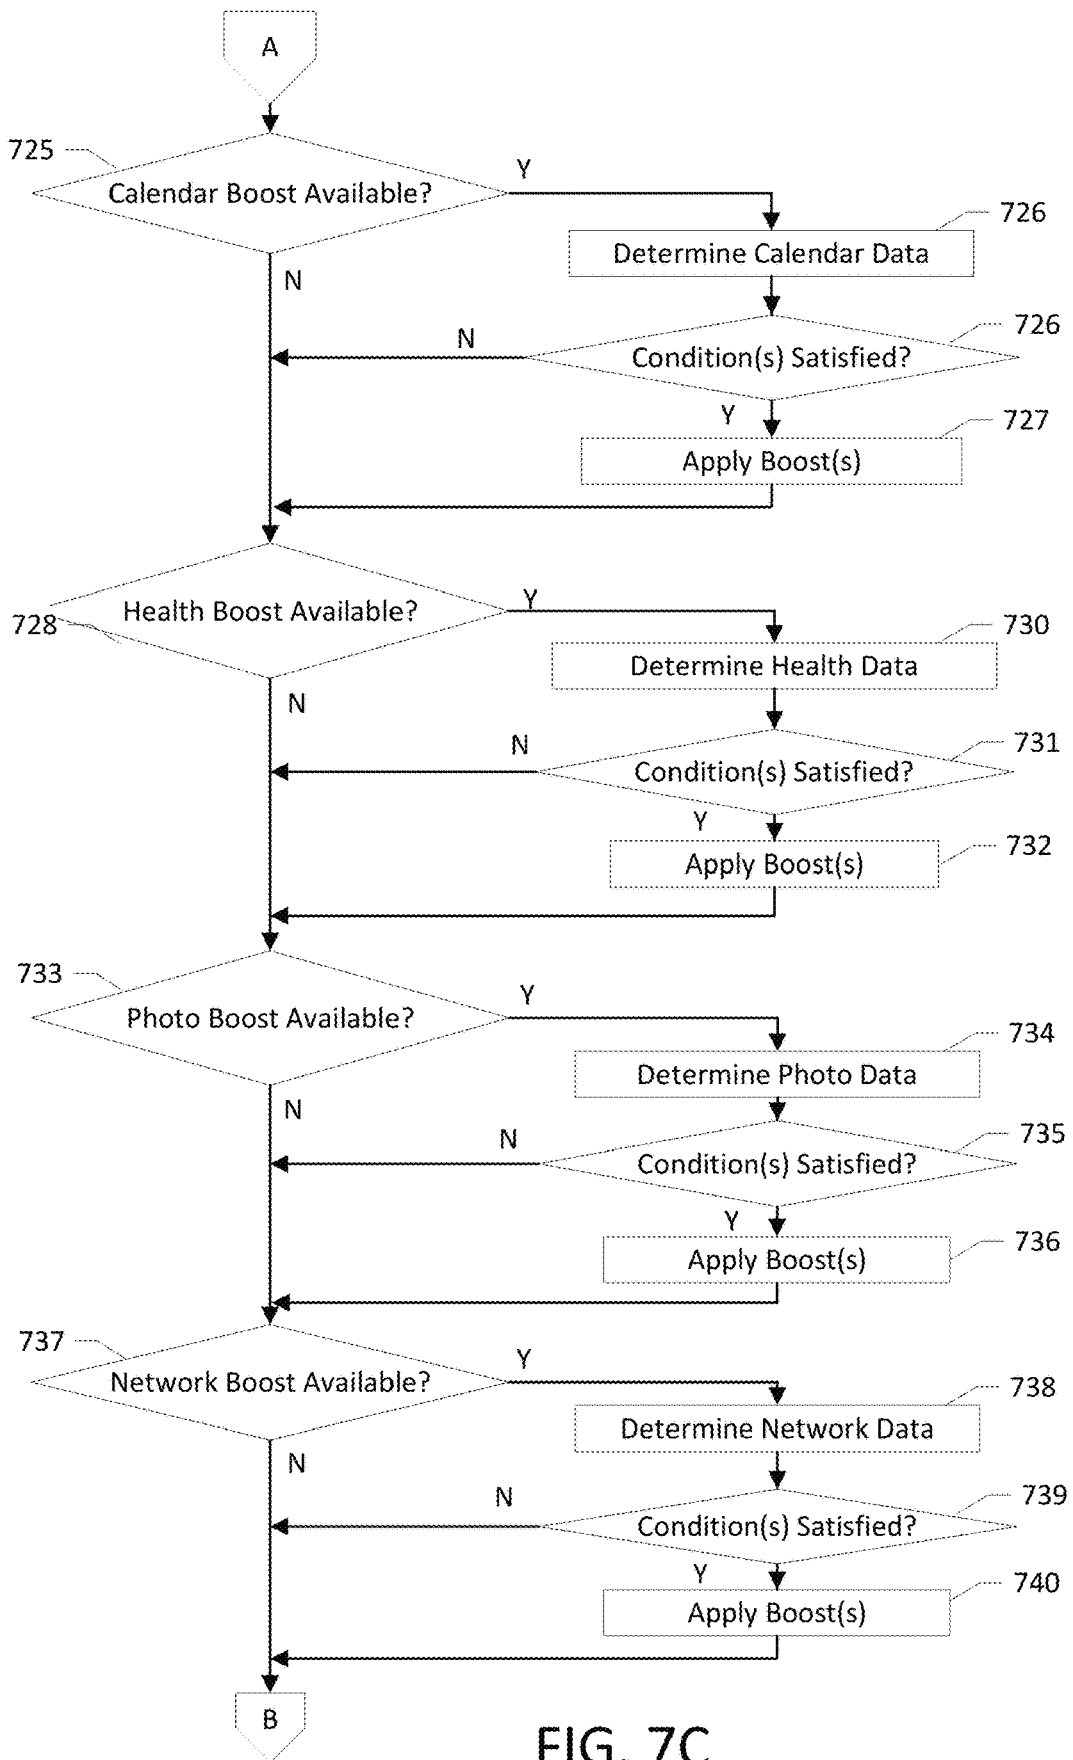 A
725
Calendar Boost Available?
Y
726
Determine Calendar Data
N
726
N
Condition(s) Satisfied?
Y
727
Apply Boost(s)
728
Health Boost Available?
Y
730
Determine Health Data
N
731
N
Condition(s) Satisfied?
Y
732
Apply Boost(s)
733
Photo Boost Available?
Y
734
Determine Photo Data
N
735
N
Condition(s) Satisfied?
Y
736
Apply Boost(s)
737
Network Boost Available?
Y
738
Determine Network Data
N
739
N
Condition(s) Satisfied?
Y
740
Apply Boost(s)
B
FIG. 7C